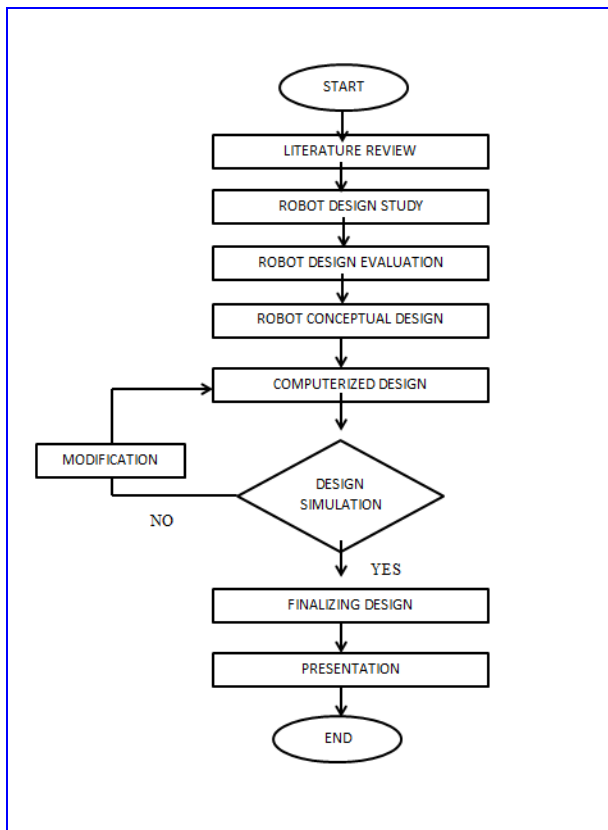 START
LITERATURE REVIEW
ROBOT DESIGN STUDY
ROBOT DESIGN EVALUATION
ROBOT CONCEPTUAL DESIGN
COMPUTERIZED DESIGN
MODIFICATION
DESIGN
SIMULATION
NO
YES
FINALIZING DESIGN
PRESENTATION
END